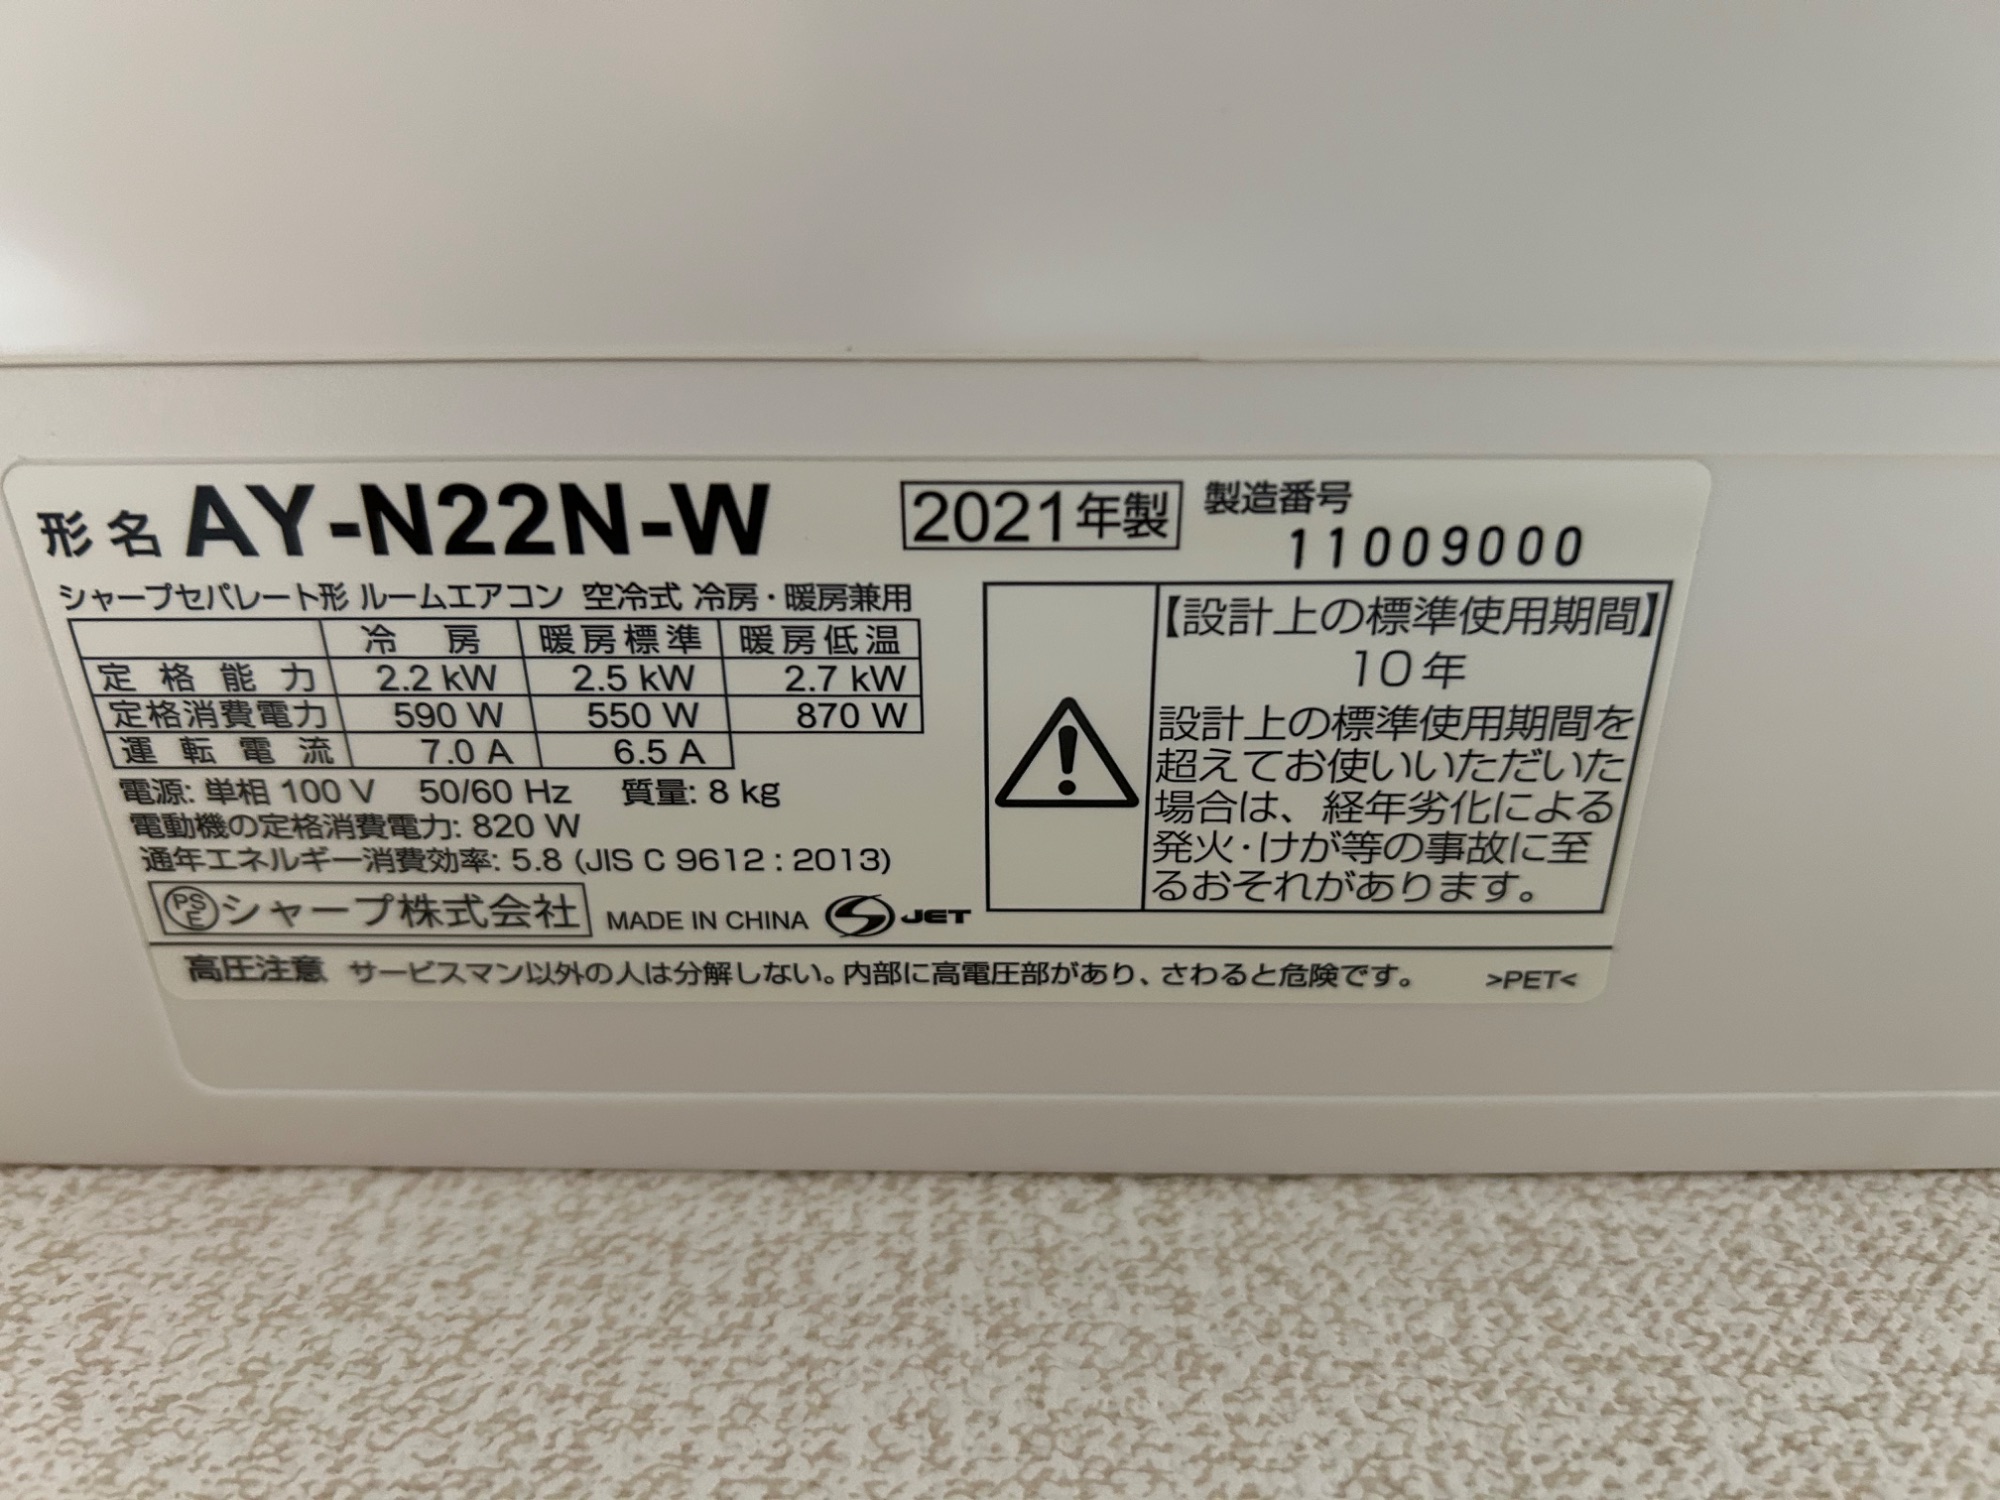 形名 AY-N22N-W 2021年製 製造番号
11009000
シャープセパレート形 ルームエアコン 空冷式 冷房・暖房兼用
冷房 暖房標準 暖房低温
定格能力 2.2 kW 2.5 kW 2.7 kW
定格消費電力 590 W 550 W 870 W
運転電流 7.0 A 6.5 A
電源: 単相 100 V 50/60 Hz 質量: 8 kg
電動機の定格消費電力: 820 W
通年エネルギー消費効率: 5.8 (JIS C 9612 : 2013)
PSE シャープ株式会社 MADE IN CHINA JET
【設計上の標準使用期間】
10年
設計上の標準使用期間を
超えてお使いいただいた
場合は、経年劣化による
発火・けが等の事故に至
るおそれがあります。
高圧注意 サービスマン以外の人は分解しない。内部に高電圧部があり、さわると危険です。 >PET<